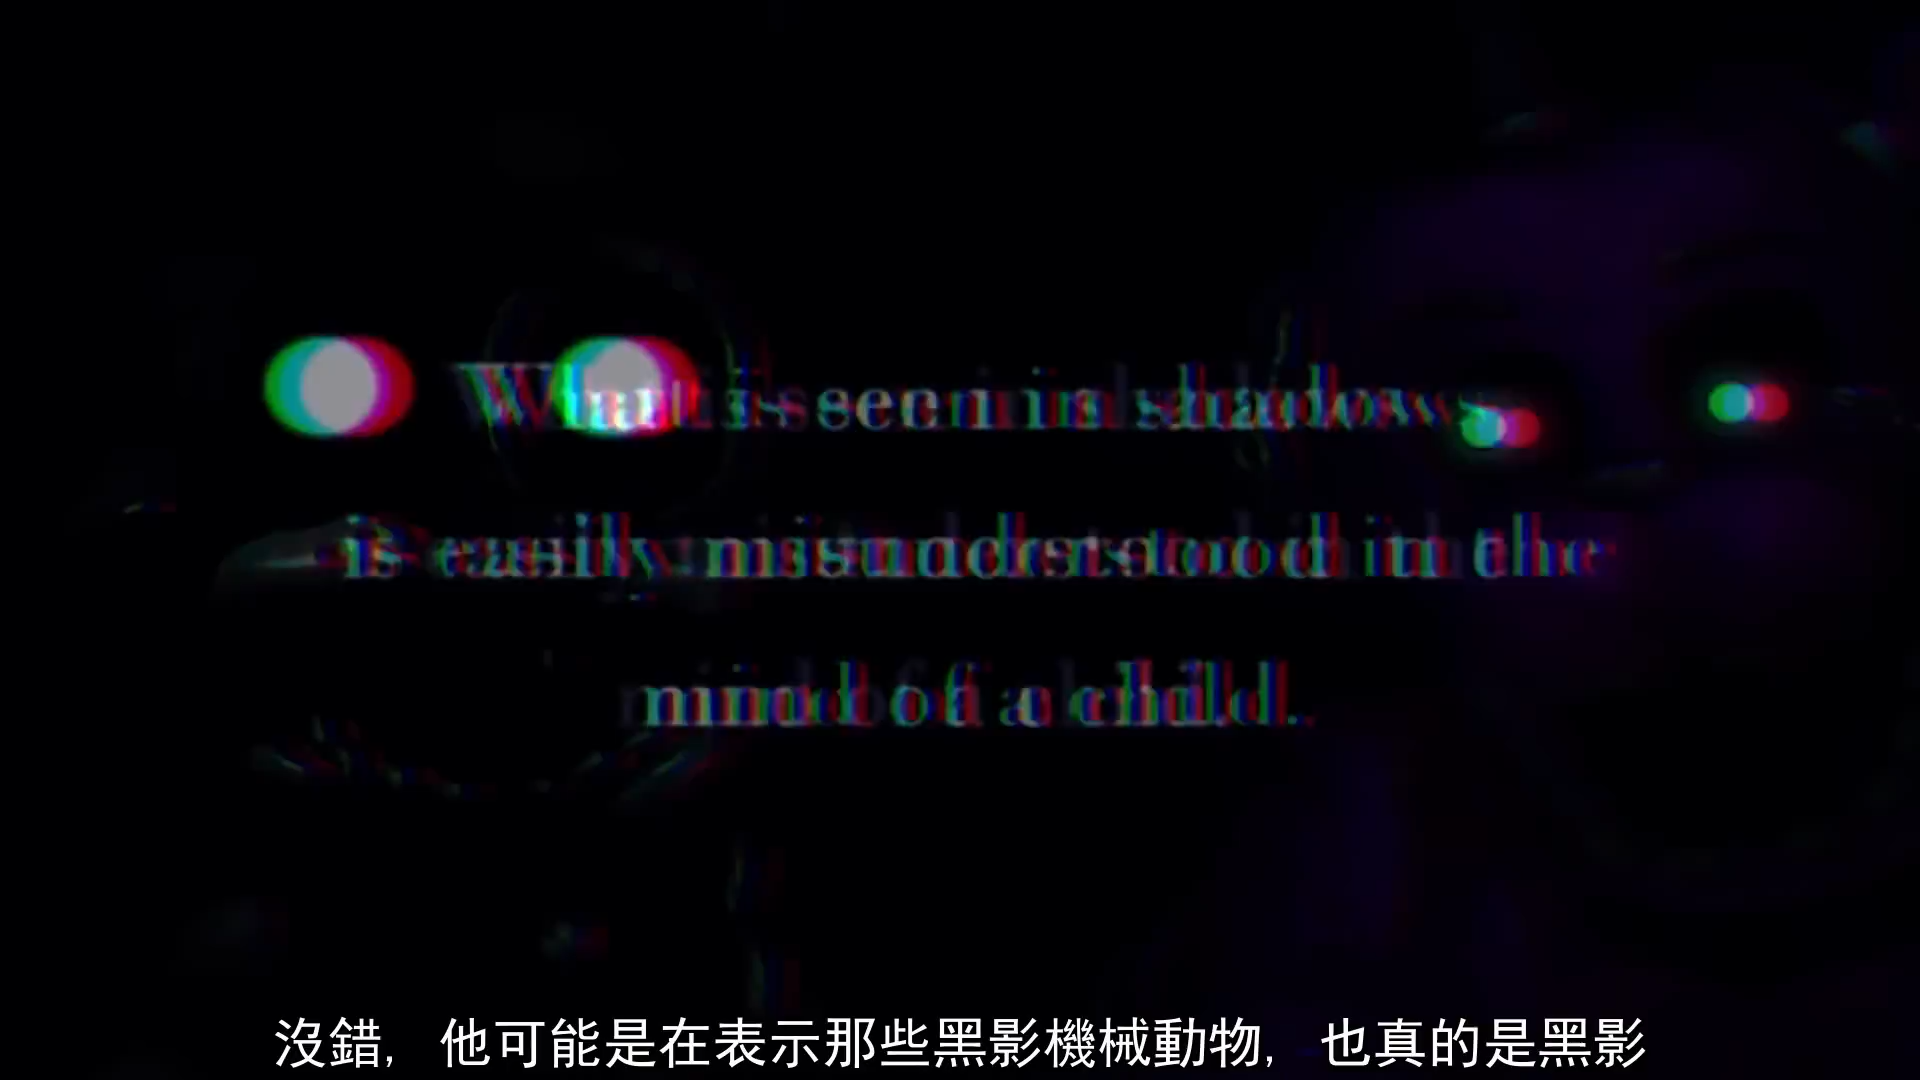 What is seen in shadows
is easily misunderstood in the
mind of a child.
沒錯, 他可能是在表示那些黑影機械動物, 也真的是黑影